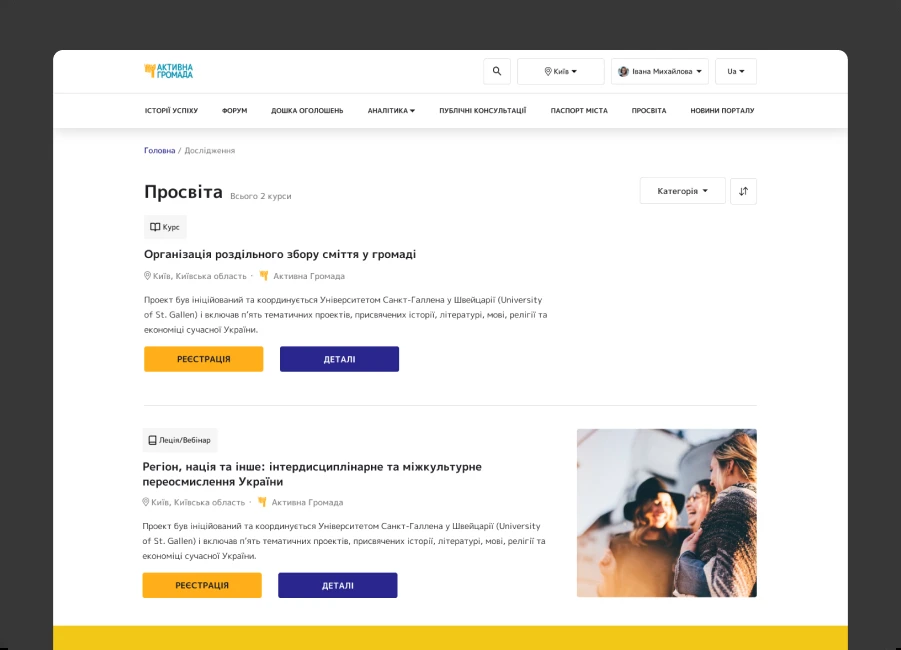 АКТИВНА
ГРОМАДА
Київ
Івана Михайлова
Ua
ІСТОРІЇ УСПІХУ
ФОРУМ
ДОШКА ОГОЛОШЕНЬ
АНАЛІТИКА
ПУБЛІЧНІ КОНСУЛЬТАЦІЇ
ПАСПОРТ МІСТА
ПРОСВІТА
НОВИНИ ПОРТАЛУ
Головна / Дослідження
Просвіта Всього 2 курси
Категорія
Курс
Організація роздільного збору сміття у громаді
Київ, Київська область · Активна Громада
Проект був ініційований та координується Університетом Санкт-Галлена у Швейцарії (University
of St. Gallen) і включав п'ять тематичних проектів, присвячених історії, літературі, мові, релігії та
економіці сучасної України.
РЕЄСТРАЦІЯ
ДЕТАЛІ
Леція/Вебінар
Регіон, нація та інше: інтердисциплінарне та міжкультурне
переосмислення України
Київ, Київська область · Активна Громада
Проект був ініційований та координується Університетом Санкт-Галлена у Швейцарії (University
of St. Gallen) і включав п'ять тематичних проектів, присвячених історії, літературі, мові, релігії та
економіці сучасної України.
РЕЄСТРАЦІЯ
ДЕТАЛІ